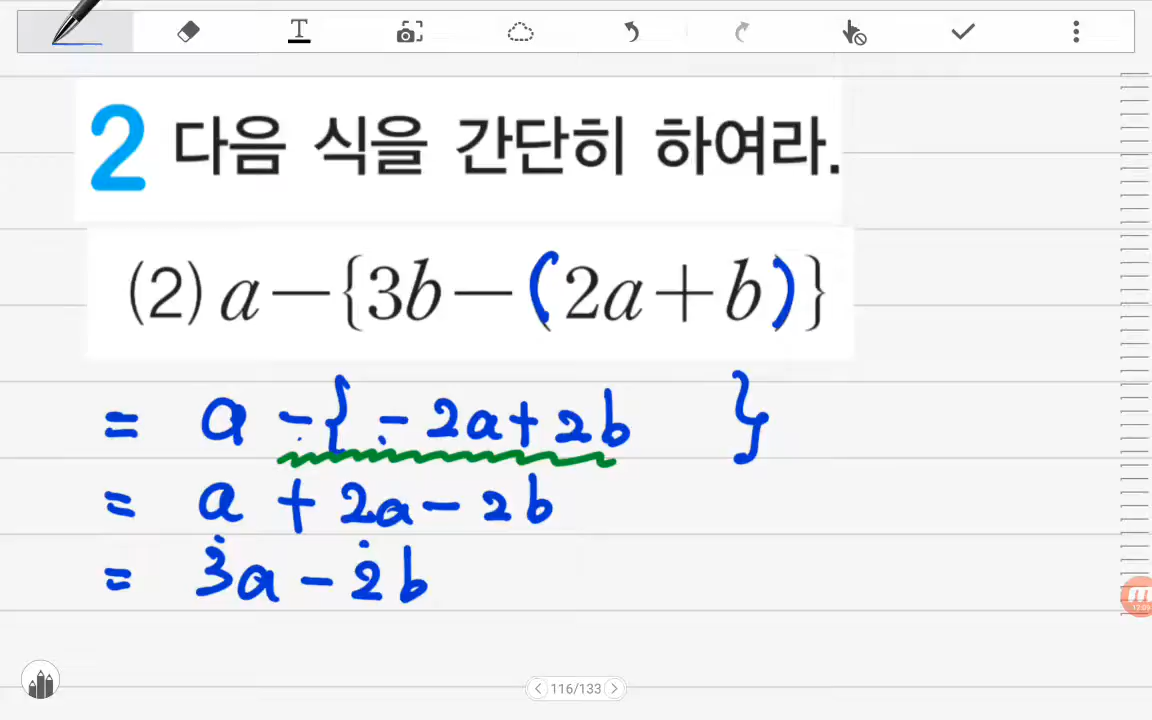 T
2 다음 식을 간단히 하여라.
(2) a-{3b-(2a+b)}
= a -{ -2a+2b }
= a + 2a - 2b
= 3a - 2b
116/133